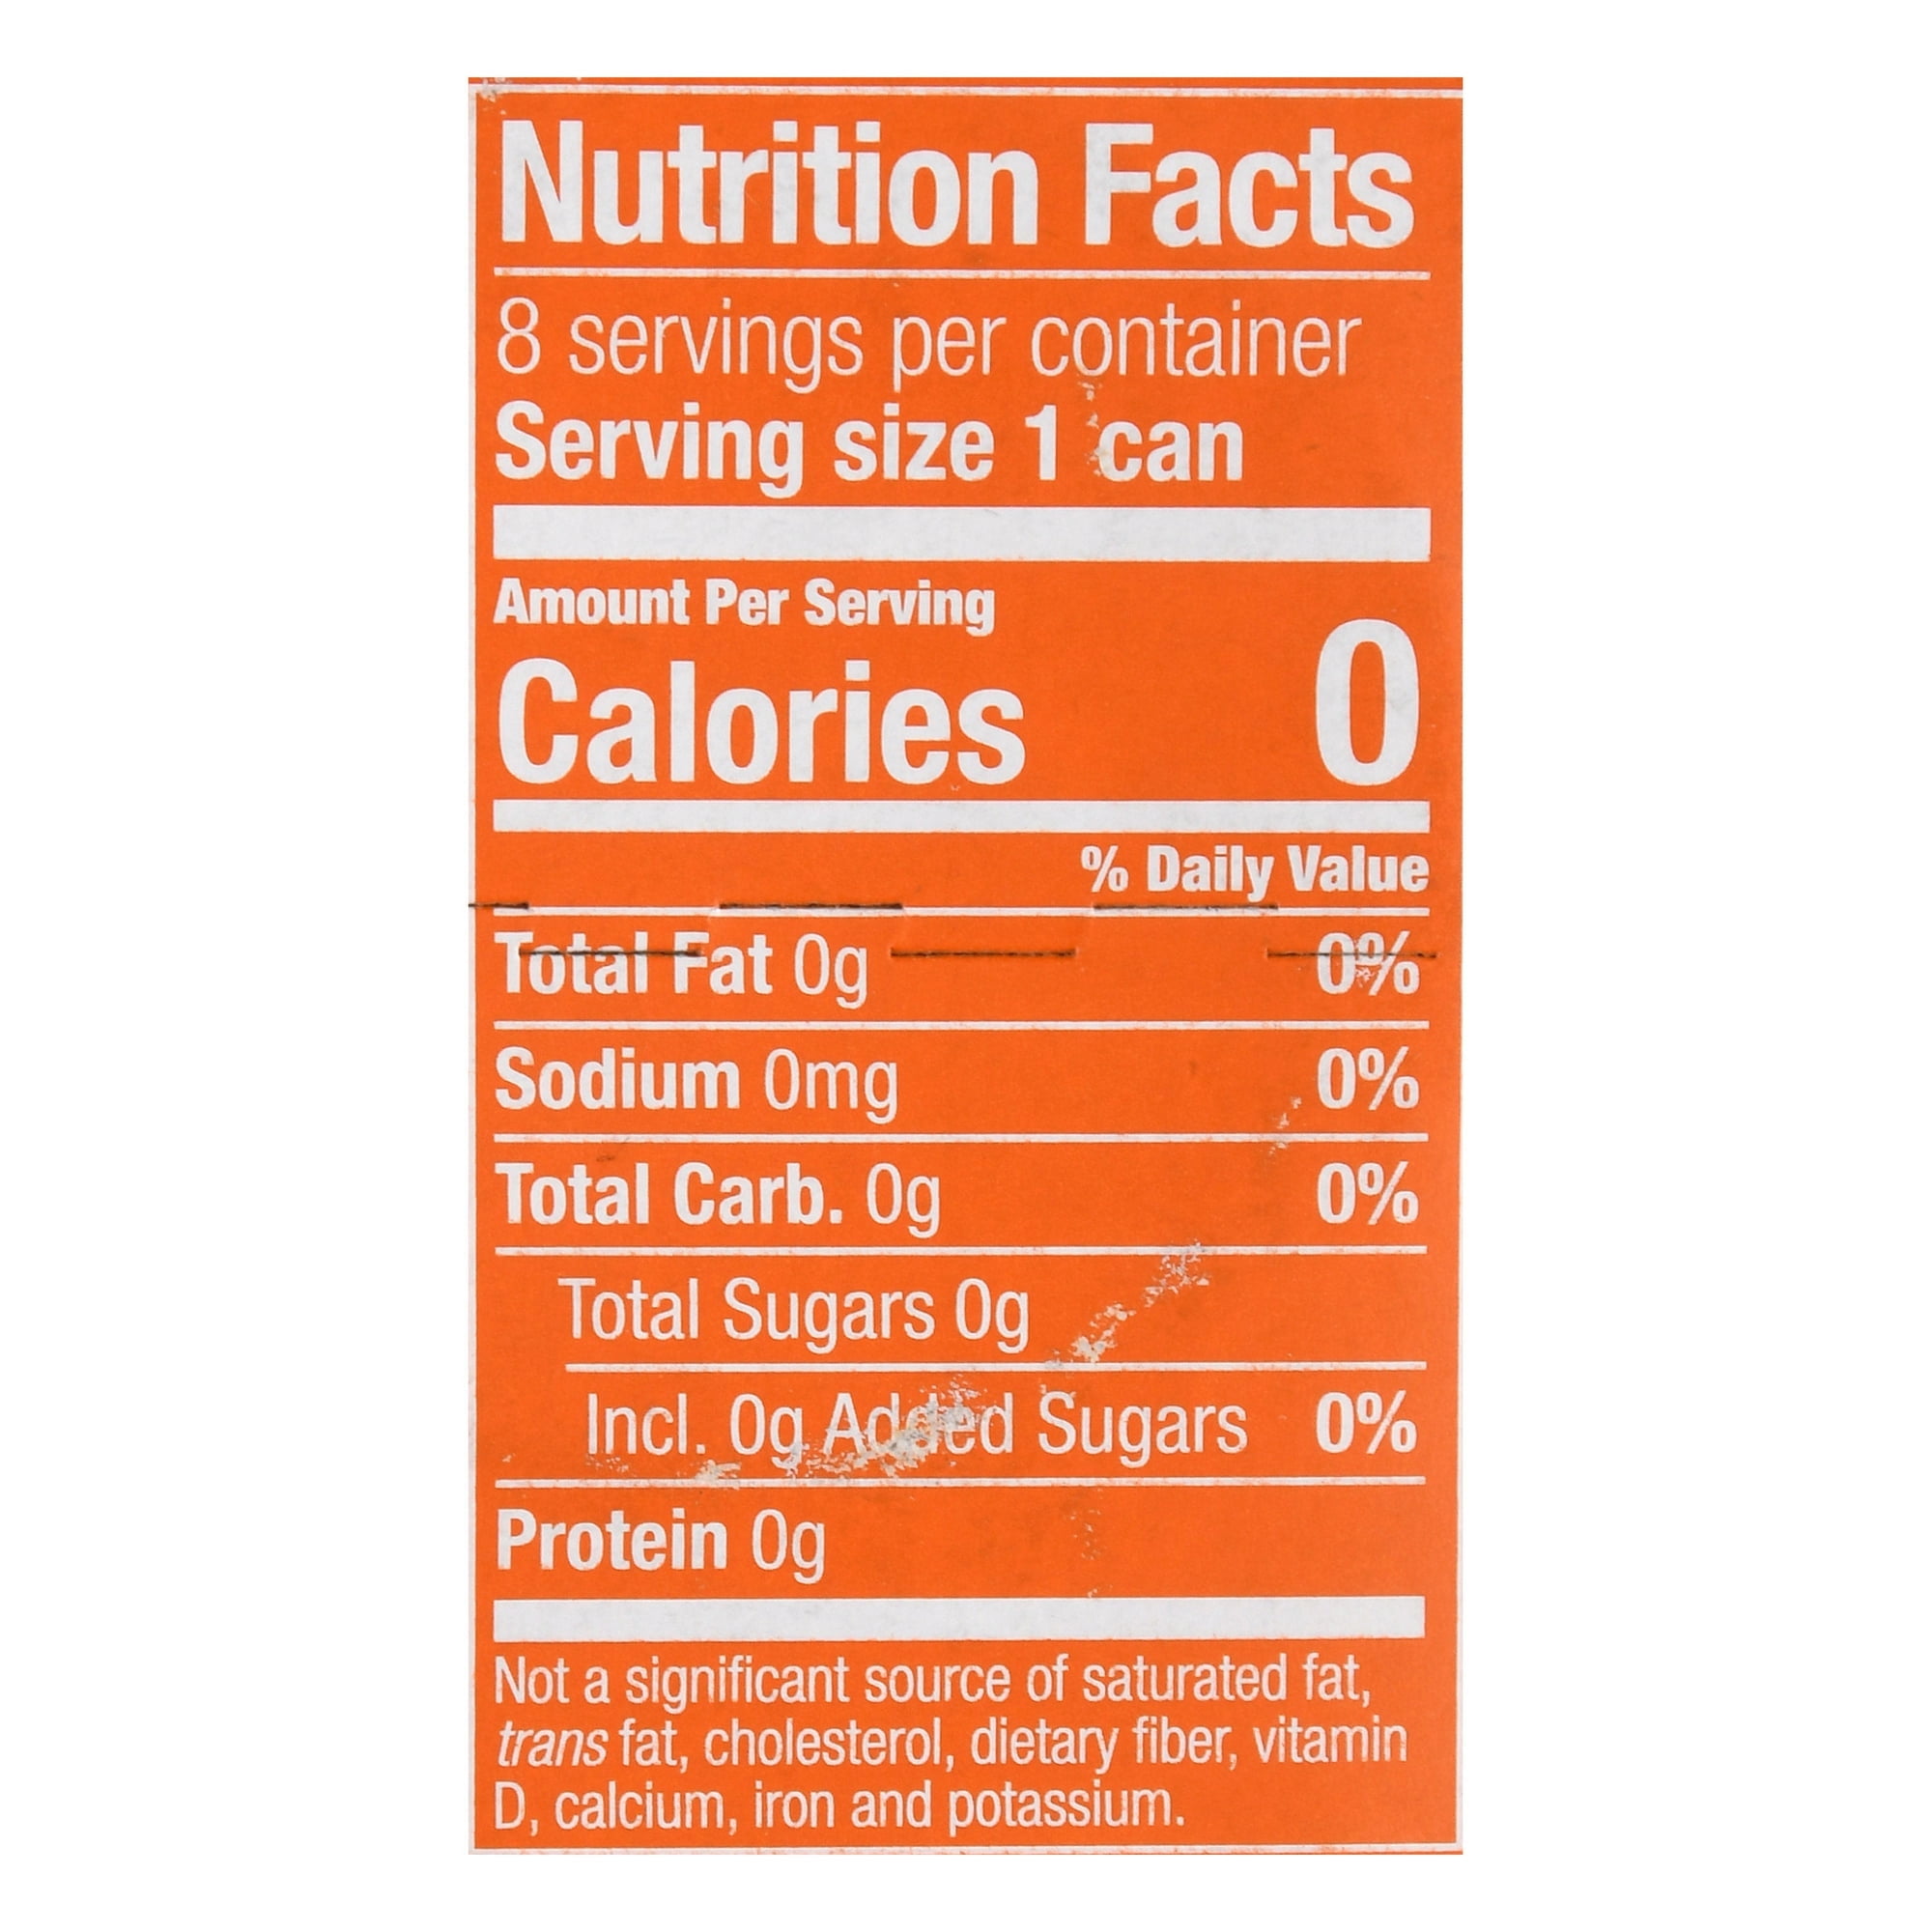 Nutrition Facts
8 servings per container
Serving size 1 can
Amount Per Serving
Calories 0
% Daily Value
Total Fat 0g 0%
Sodium 0mg 0%
Total Carb. 0g 0%
Total Sugars 0g
Incl. 0g Added Sugars 0%
Protein 0g
Not a significant source of saturated fat,
trans fat, cholesterol, dietary fiber, vitamin
D, calcium, iron and potassium.